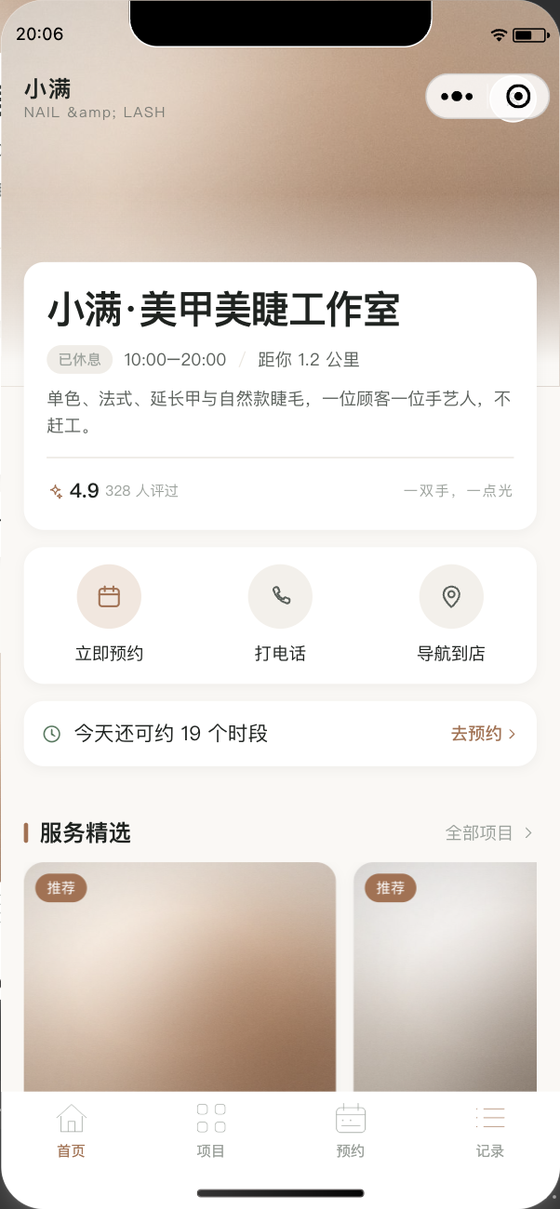 20:06
小满
NAIL &amp; LASH
小满·美甲美睫工作室
已休息 10:00—20:00 / 距你 1.2 公里
单色、法式、延长甲与自然款睫毛，一位顾客一位手艺人，不
赶工。
4.9 328 人评过 一双手，一点光
立即预约 打电话 导航到店
今天还可约 19 个时段 去预约
服务精选 全部项目
推荐 推荐
首页 项目 预约 记录